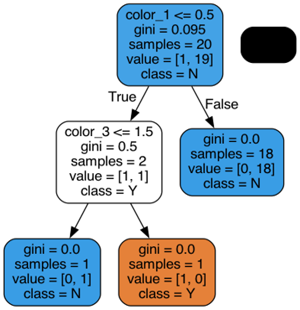 color_1 <= 0.5
gini = 0.095
samples = 20
value = [1, 19]
class = N
True
False
color_3 <= 1.5
gini = 0.5
samples = 2
value = [1, 1]
class = Y
gini = 0.0
samples = 18
value = [0, 18]
class = N
gini = 0.0
samples = 1
value = [0, 1]
class = N
gini = 0.0
samples = 1
value = [1, 0]
class = Y